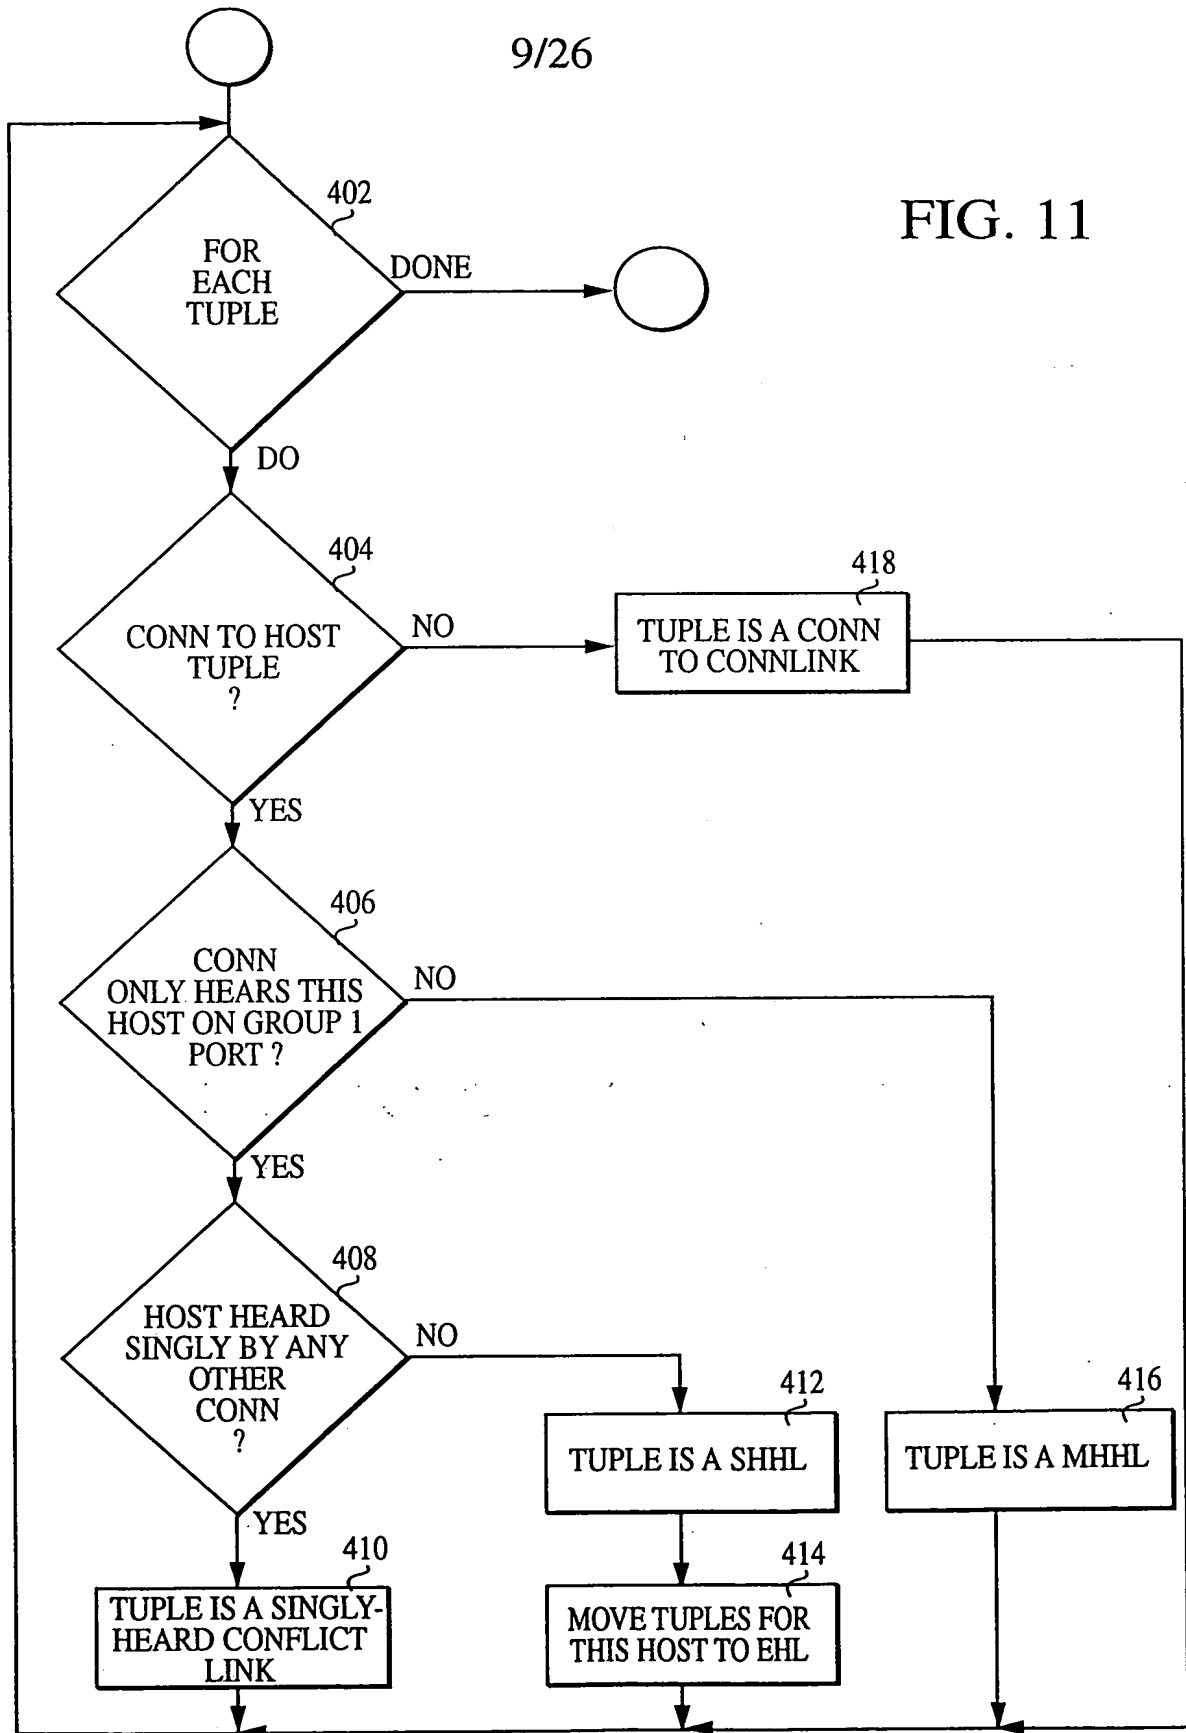 9/26
FIG. 11
402
FOR
EACH
TUPLE
DONE
DO
404
CONN TO HOST
TUPLE
?
NO
418
TUPLE IS A CONN
TO CONNLINK
YES
406
CONN
ONLY HEARS THIS
HOST ON GROUP 1
PORT ?
NO
YES
408
HOST HEARD
SINGLY BY ANY
OTHER
CONN
?
NO
412
TUPLE IS A SHHL
416
TUPLE IS A MHHL
YES
410
TUPLE IS A SINGLY-
HEARD CONFLICT
LINK
414
MOVE TUPLES FOR
THIS HOST TO EHL